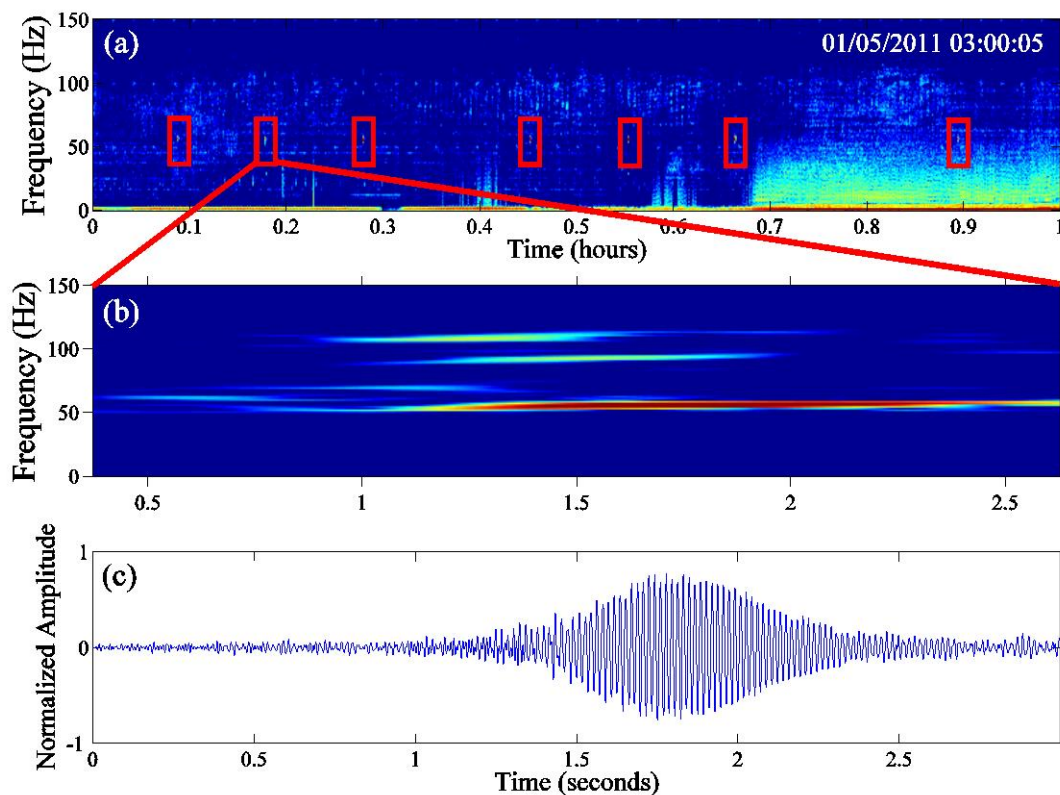 150
(a)
01/05/2011 03:00:05
100
50
0
Frequency (Hz)
0 0.1 0.2 0.3 0.4 0.5 0.6 0.7 0.8 0.9 1
Time (hours)
150
(b)
100
50
0
Frequency (Hz)
0.5 1 1.5 2 2.5
1
(c)
0
-1
Normalized Amplitude
0 0.5 1 1.5 2 2.5
Time (seconds)